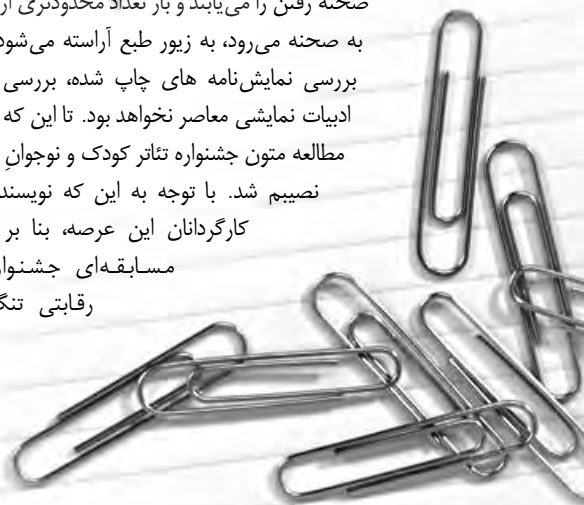 صحنه رفتن را می‌یابند و باز تعداد محدودتری از
به صحنه می‌رود، به زیور طبع آراسته می‌شود
بررسی نمایش‌نامه های چاپ شده، بررسی
ادبیات نمایشی معاصر نخواهد بود. تا این که
مطالعه متون جشنواره تئاتر کودک و نوجوانِ
نصیبم شد. با توجه به این که نویسند
کارگردانان این عرصه، بنا بر
مسابقه‌ای جشنوار
رقابتی تنگ